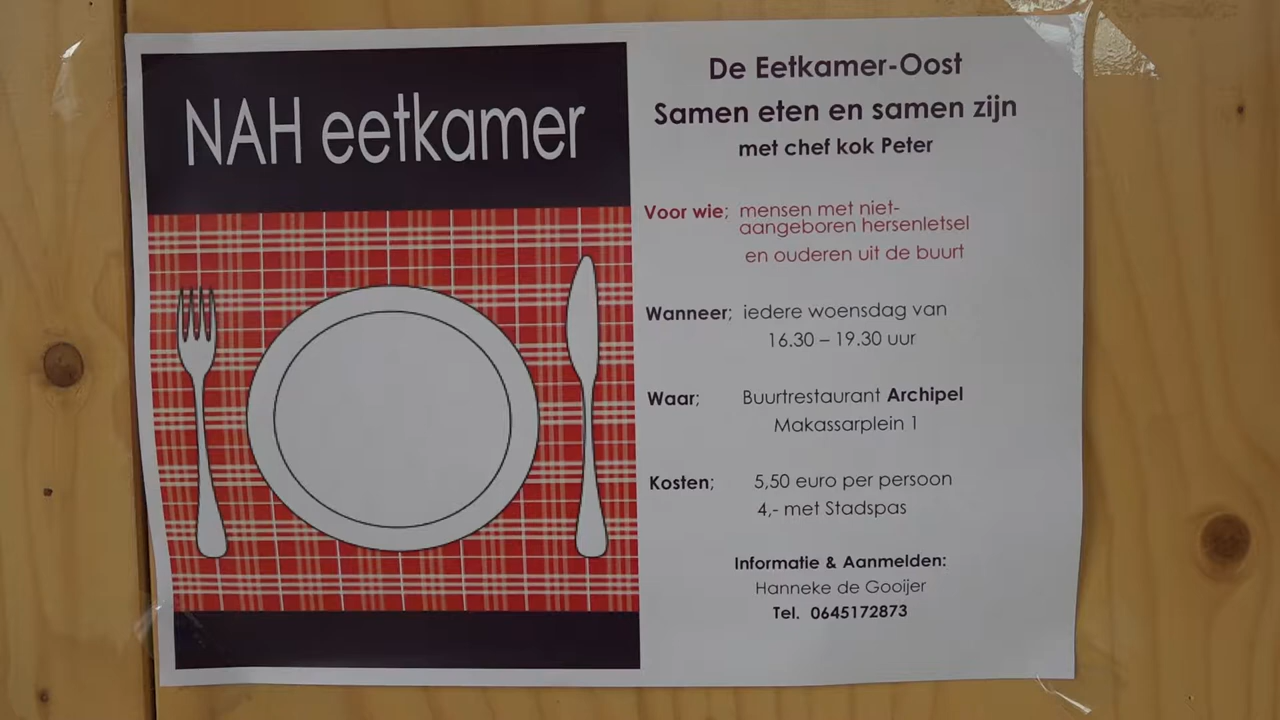 NAH eetkamer
De Eetkamer-Oost
Samen eten en samen zijn
met chef kok Peter
Voor wie; mensen met niet-
aangeboren hersenletsel
en ouderen uit de buurt
Wanneer; iedere woensdag van
16.30 – 19.30 uur
Waar; Buurtrestaurant Archipel
Makassarplein 1
Kosten; 5,50 euro per persoon
4,- met Stadspas
Informatie & Aanmelden:
Hanneke de Gooijer
Tel. 0645172873